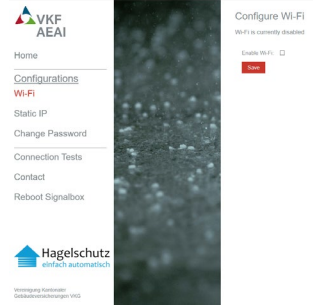 VKF
AEAI
Home
Configurations
Wi-Fi
Static IP
Change Password
Connection Tests
Contact
Reboot Signalbox
Hagelschutz
einfach automatisch
Vereinigung Kantonaler
Gebäudeversicherungen VKG
Configure Wi-Fi
Wi-Fi is currently disabled
Enable Wi-Fi:
Save